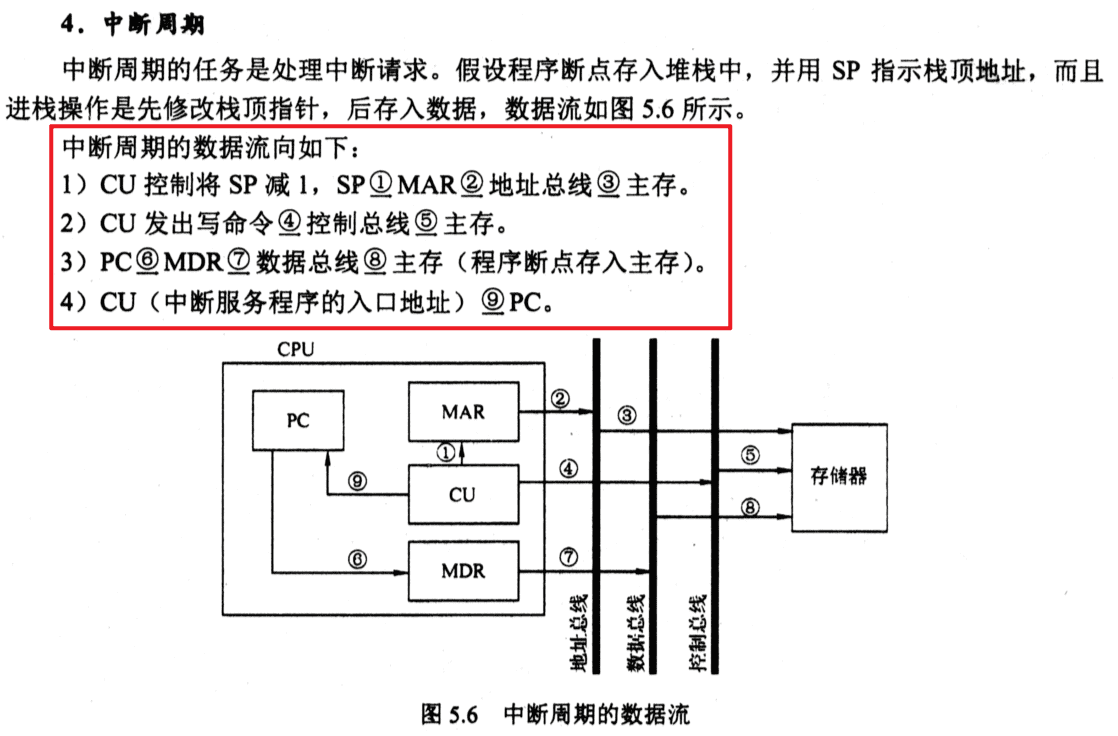 4. 中断周期
中断周期的任务是处理中断请求。假设程序断点存入堆栈中，并用 SP 指示栈顶地址，而且
进栈操作是先修改栈顶指针，后存入数据，数据流如图 5.6 所示。
中断周期的数据流向如下：
1）CU 控制将 SP 减 1，SP①MAR②地址总线③主存。
2）CU 发出写命令④控制总线⑤主存。
3）PC⑥MDR⑦数据总线⑧主存（程序断点存入主存）。
4）CU（中断服务程序的入口地址）⑨PC。
CPU
PC
MAR
②
③
①
⑨
CU
④
⑤
存储器
⑧
⑥
MDR
⑦
地址总线
数据总线
控制总线
图 5.6 中断周期的数据流